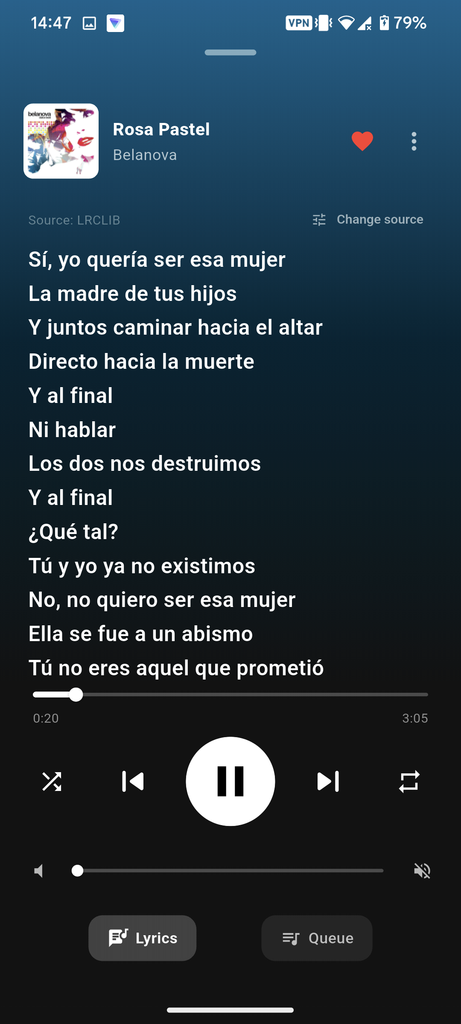 14:47
VPN
79%
belanova
Rosa Pastel
Belanova
Source: LRCLIB
Change source
Sí, yo quería ser esa mujer
La madre de tus hijos
Y juntos caminar hacia el altar
Directo hacia la muerte
Y al final
Ni hablar
Los dos nos destruimos
Y al final
¿Qué tal?
Tú y yo ya no existimos
No, no quiero ser esa mujer
Ella se fue a un abismo
Tú no eres aquel que prometió
0:20
3:05
Lyrics
Queue